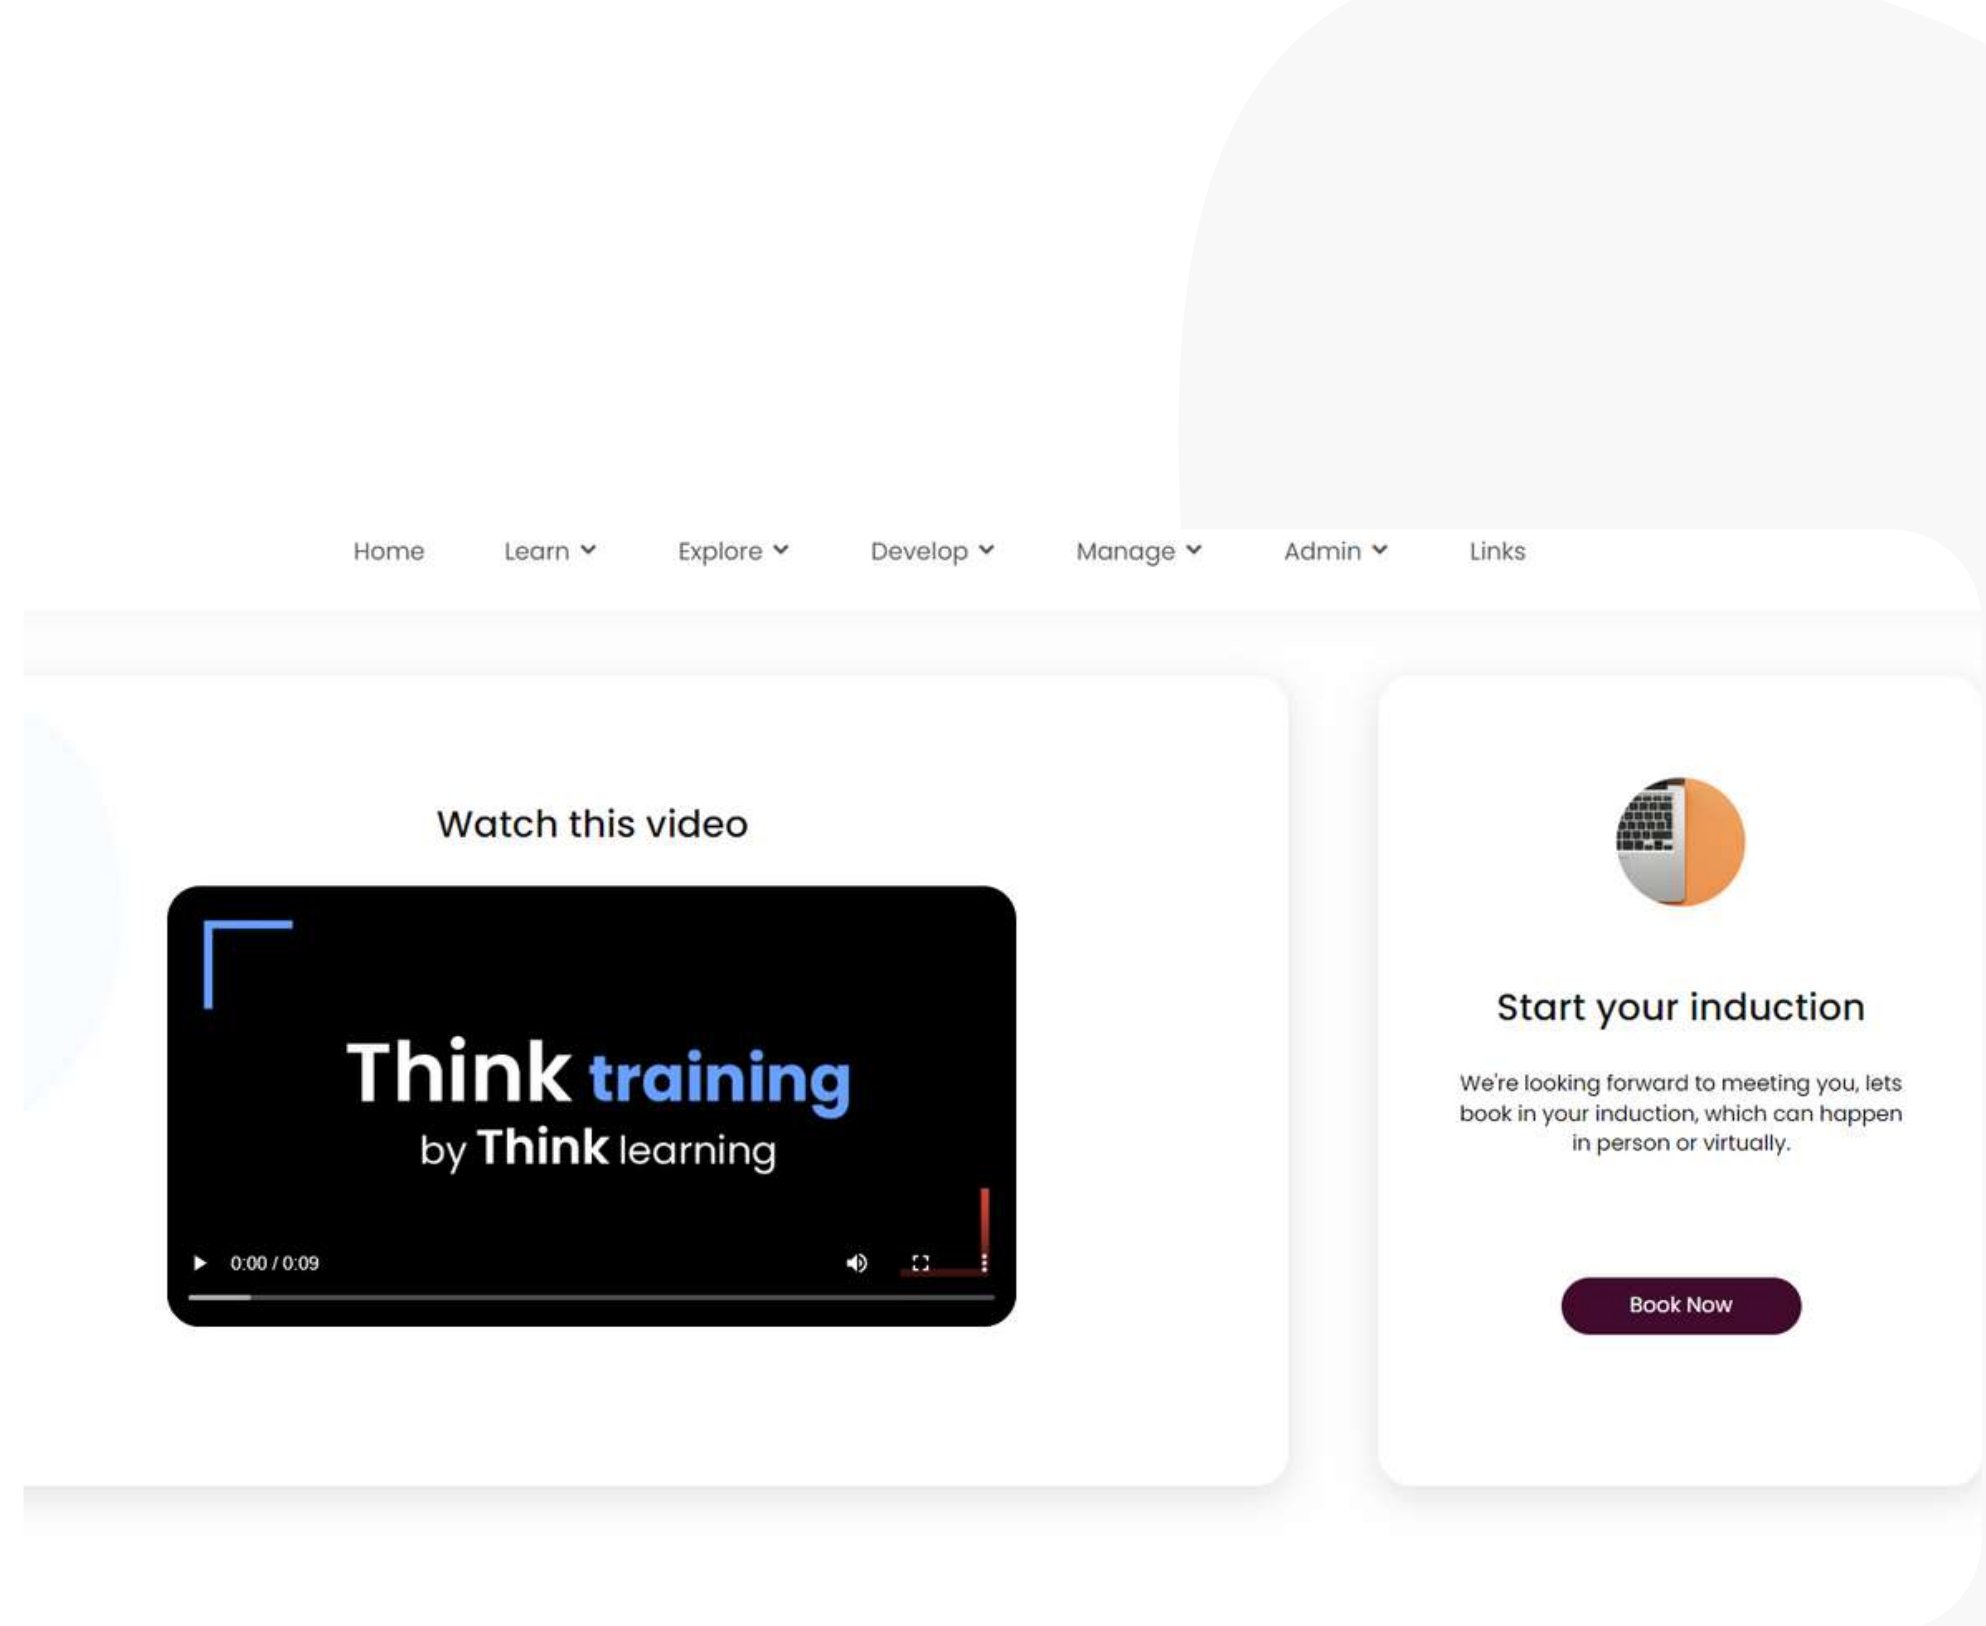 Home Learn Explore Develop Manage Admin Links
Watch this video
Think training
by Think learning
0:00 / 0:09
Start your induction
We're looking forward to meeting you, lets
book in your induction, which can happen
in person or virtually.
Book Now